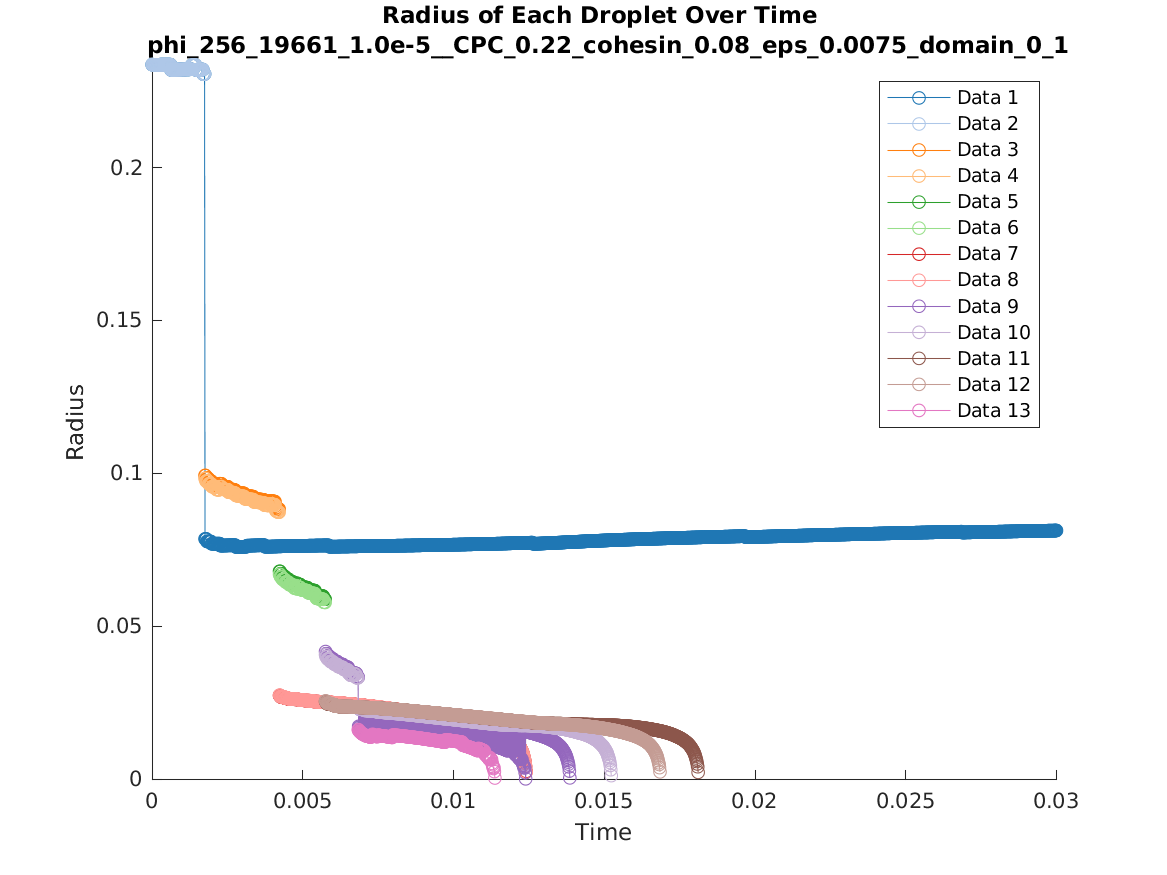 Radius of Each Droplet Over Time
phi_256_19661_1.0e-5__CPC_0.22_cohesin_0.08_eps_0.0075_domain_0_1
Data 1
Data 2
Data 3
Data 4
Data 5
Data 6
Data 7
Data 8
Data 9
Data 10
Data 11
Data 12
Data 13
0.2
0.15
0.1
0.05
0
Radius
0
0.005
0.01
0.015
0.02
0.025
0.03
Time